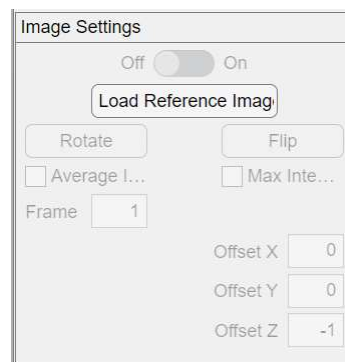 Image Settings
Off On
Load Reference Imag
Rotate Flip
Average I... Max Inte...
Frame 1
Offset X 0
Offset Y 0
Offset Z -1